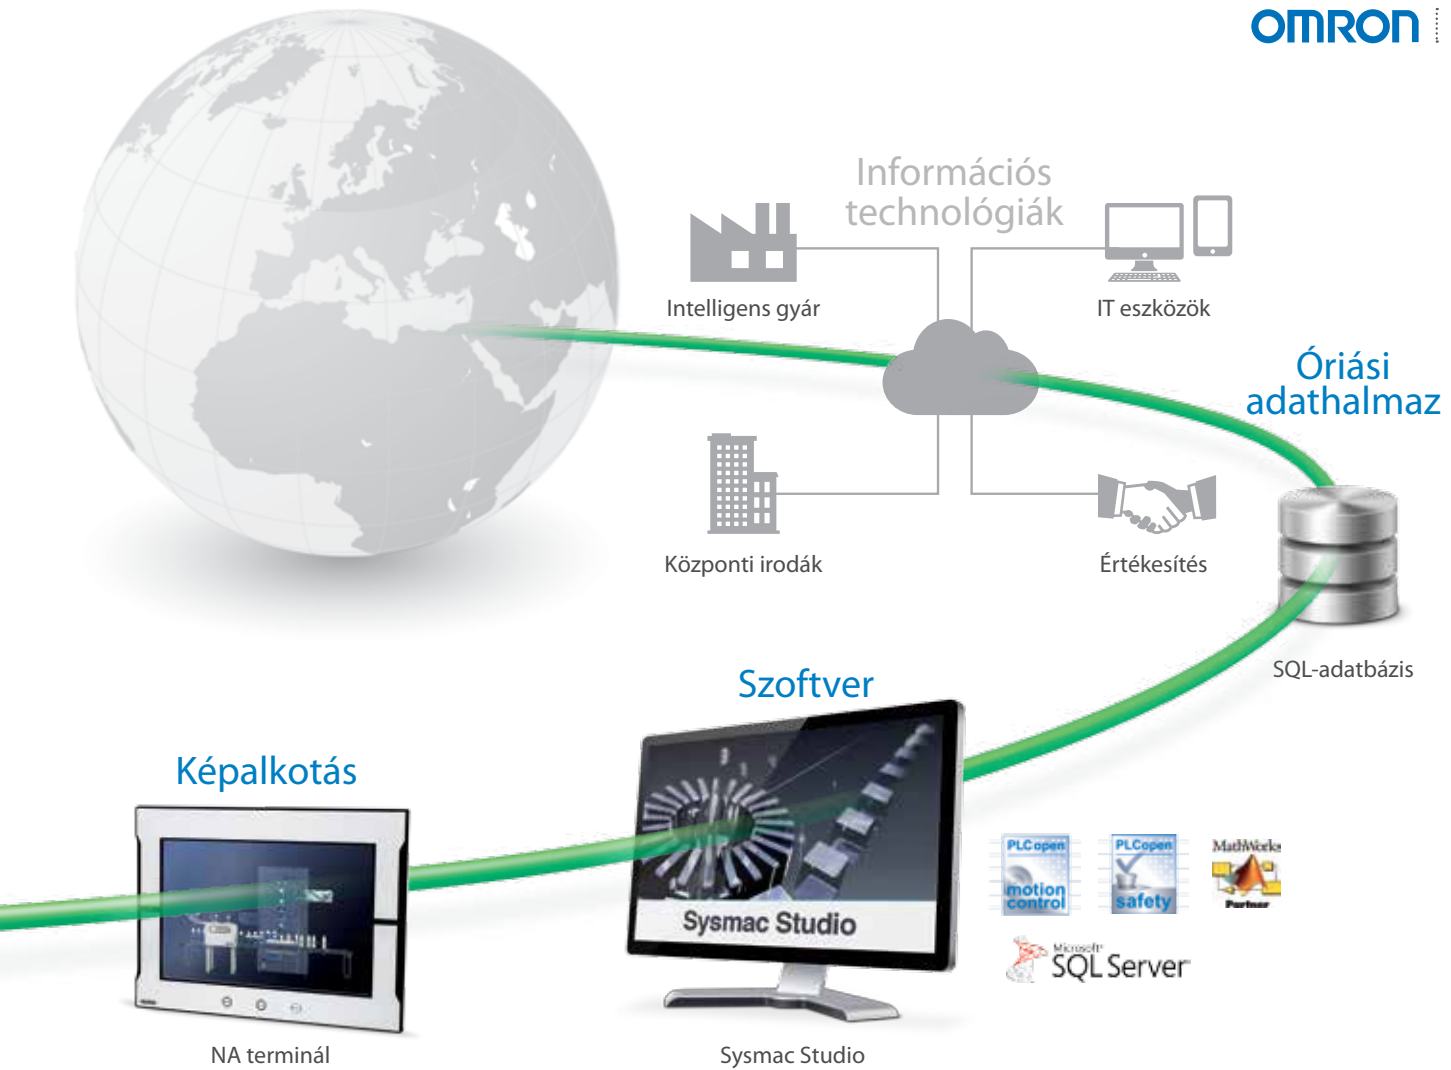 OMRON
Információs
technológiák
Intelligens gyár
IT eszközök
Óriási
adathalmaz
Központi irodák
Értékesítés
SQL-adatbázis
Szoftver
Képalkotás
Sysmac Studio
PLCopen
motion
control
PLCopen
safety
MathWorks
Partner
Microsoft
SQL Server
NA terminál
Sysmac Studio